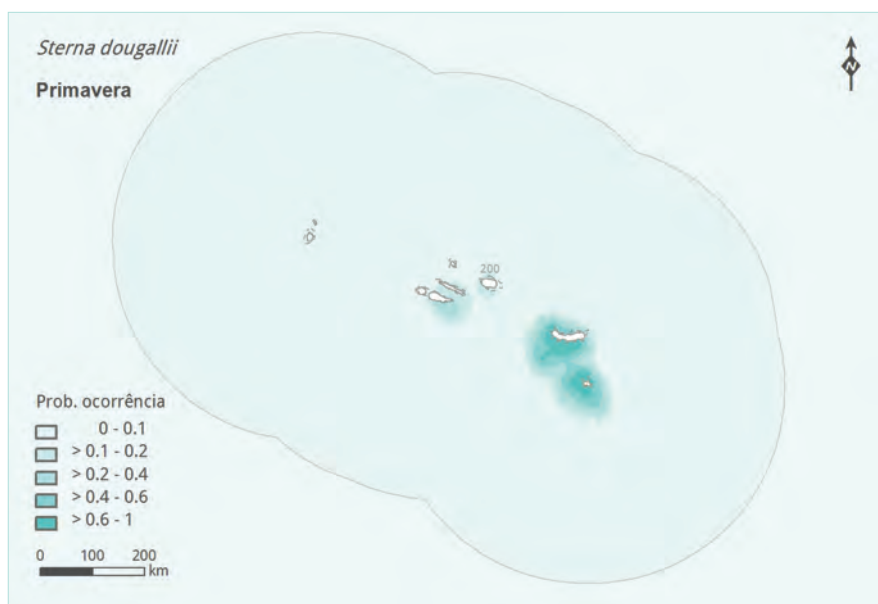 Sterna dougallii
Primavera
N
200
Prob. ocorrência
0 - 0.1
> 0.1 - 0.2
> 0.2 - 0.4
> 0.4 - 0.6
> 0.6 - 1
0 100 200
km